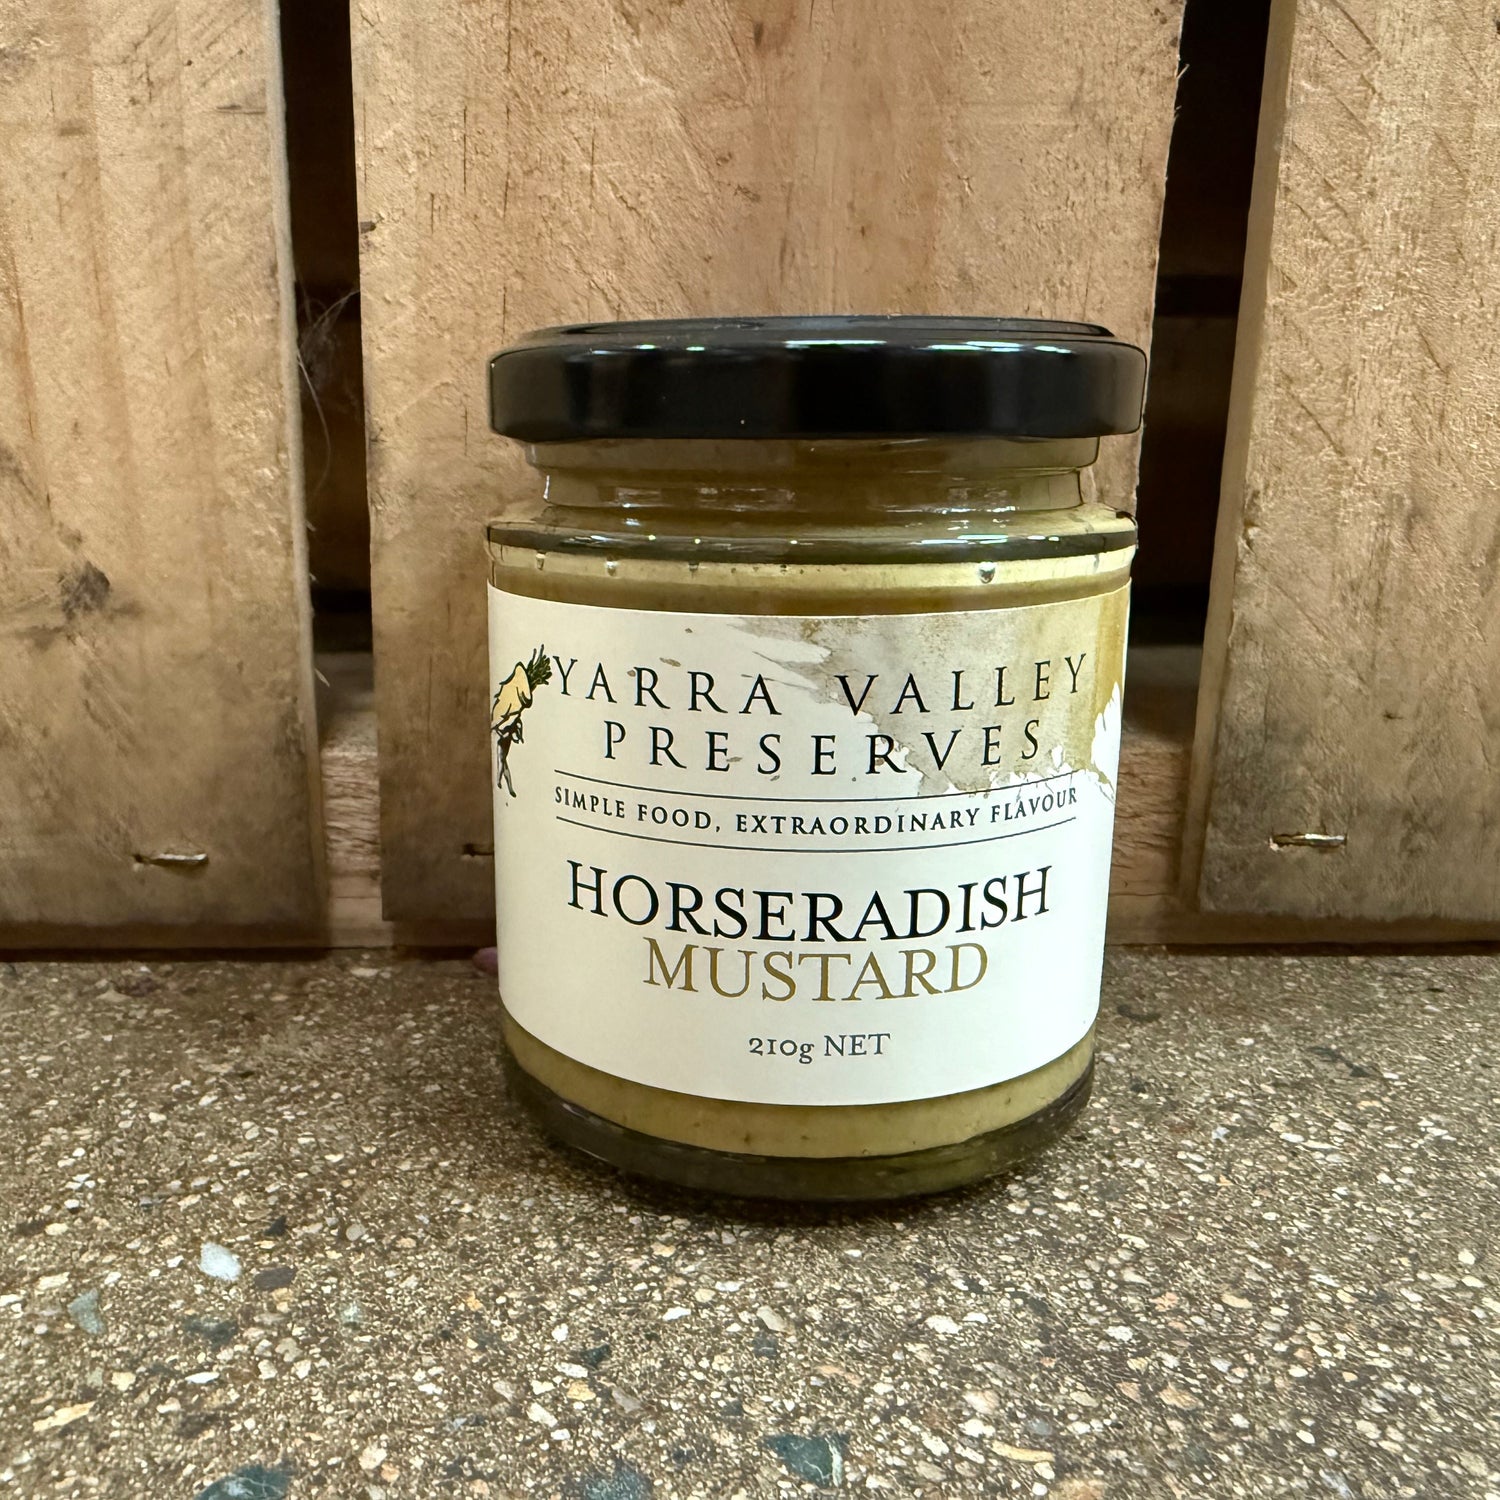 YARRA VALLEY
PRESERVES
SIMPLE FOOD, EXTRAORDINARY FLAVOUR
HORSERADISH
MUSTARD
210g NET